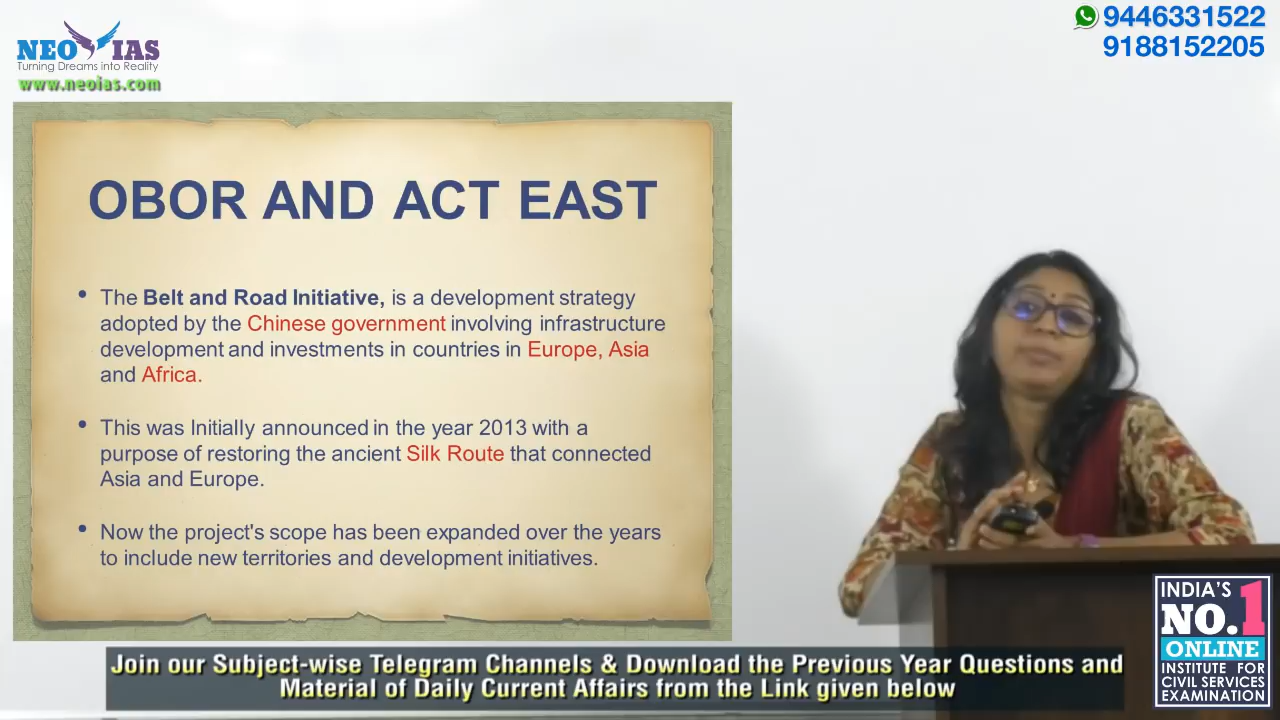 NEO IAS
Turning Dreams into Reality
www.neoias.com
9446331522
9188152205
OBOR AND ACT EAST
• The Belt and Road Initiative, is a development strategy
adopted by the Chinese government involving infrastructure
development and investments in countries in Europe, Asia
and Africa.
• This was Initially announced in the year 2013 with a
purpose of restoring the ancient Silk Route that connected
Asia and Europe.
• Now the project's scope has been expanded over the years
to include new territories and development initiatives.
INDIA'S
NO.1
ONLINE
INSTITUTE FOR
CIVIL SERVICES
EXAMINATION
Join our Subject-wise Telegram Channels & Download the Previous Year Questions and
Material of Daily Current Affairs from the Link given below